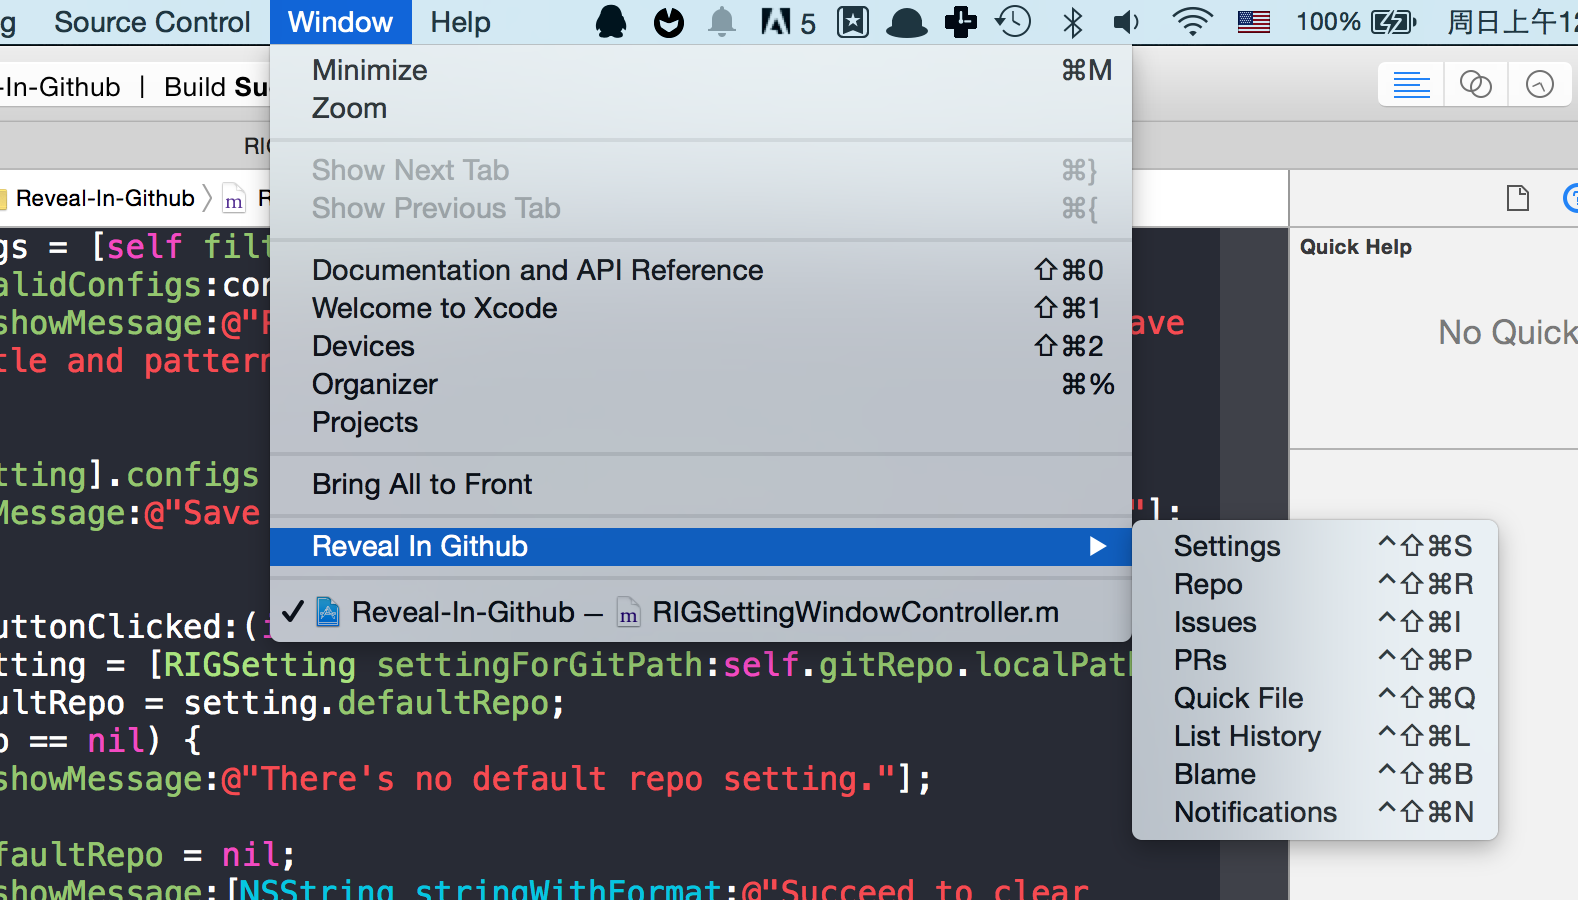 g Source Control Window Help 5 100% 周日上午12
-In-Github | Build Su
RIG
Reveal-In-Github m R
Quick Help
No Quick
Minimize ⌘M
Zoom
Show Next Tab ⌘}
Show Previous Tab ⌘{
Documentation and API Reference ⇧⌘0
Welcome to Xcode ⇧⌘1
Devices ⇧⌘2
Organizer ⌘%
Projects
Bring All to Front
Reveal In Github ▶
✓ Reveal-In-Github — m RIGSettingWindowController.m
Settings ^⇧⌘S
Repo ^⇧⌘R
Issues ^⇧⌘I
PRs ^⇧⌘P
Quick File ^⇧⌘Q
List History ^⇧⌘L
Blame ^⇧⌘B
Notifications ^⇧⌘N
gs = [self filt
alidConfigs:con
showMessage:@"P ave
tle and pattern
tting].configs
Message:@"Save "];
uttonClicked:(i
tting = [RIGSetting settingForGitPath:self.gitRepo.localPath
ultRepo = setting.defaultRepo;
o == nil) {
showMessage:@"There's no default repo setting."];
faultRepo = nil;
showMessage:[NSString stringWithFormat:@"Succeed to clear